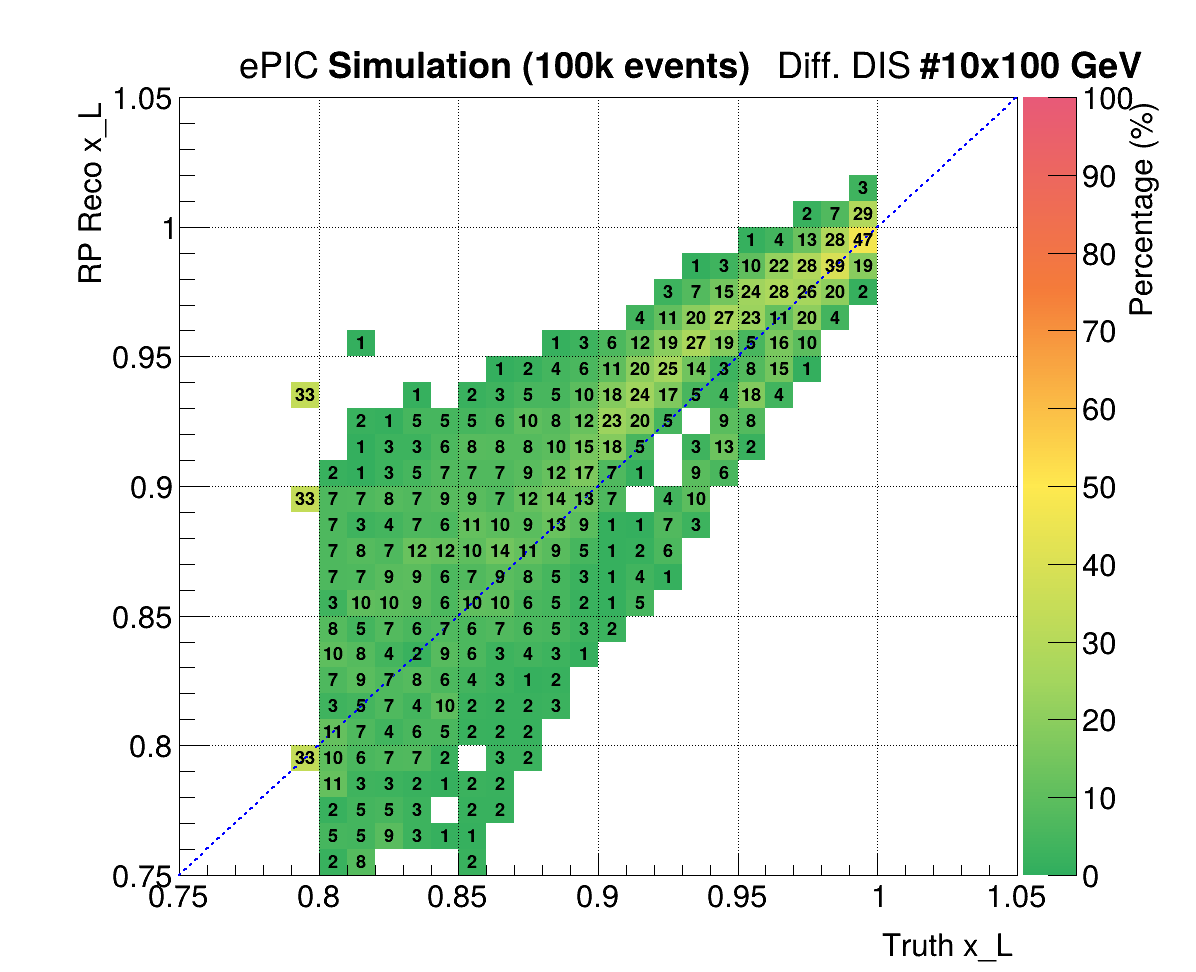 ePIC Simulation (100k events) Diff. DIS #10x100 GeV
RP Reco x_L
1.05
1
0.95
0.9
0.85
0.8
0.75
3
2 7 29
1 4 13 28 47
1 3 10 22 28 39 19
3 7 15 24 28 26 20 2
4 11 20 27 23 11 20 4
1 1 3 6 12 19 27 19 5 16 10
1 2 4 6 11 20 25 14 3 8 15 1
33 1 2 3 5 5 10 18 24 17 5 4 18 4
2 1 5 5 5 6 10 8 12 23 20 5 9 8
1 3 3 6 8 8 8 10 15 18 5 3 13 2
2 1 3 5 7 7 7 9 12 17 7 1 9 6
33 7 7 8 7 9 9 7 12 14 13 7 4 10
7 3 4 7 6 11 10 9 13 9 1 1 7 3
7 8 7 12 12 10 14 11 9 5 1 2 6
7 7 9 9 6 7 9 8 5 3 1 4 1
3 10 10 9 6 10 10 6 5 2 1 5
8 5 7 6 7 6 7 6 5 3 2
10 8 4 2 9 6 3 4 3 1
7 9 7 8 6 4 3 1 2
3 5 7 4 10 2 2 2 3
11 7 4 6 5 2 2 2
33 10 6 7 7 2 3 2
11 3 3 2 1 2 2
2 5 5 3 2 2
5 5 9 3 1 1
2 8 2
0.75 0.8 0.85 0.9 0.95 1 1.05
Truth x_L
100
90
80
70
60
50
40
30
20
10
0
Percentage (%)